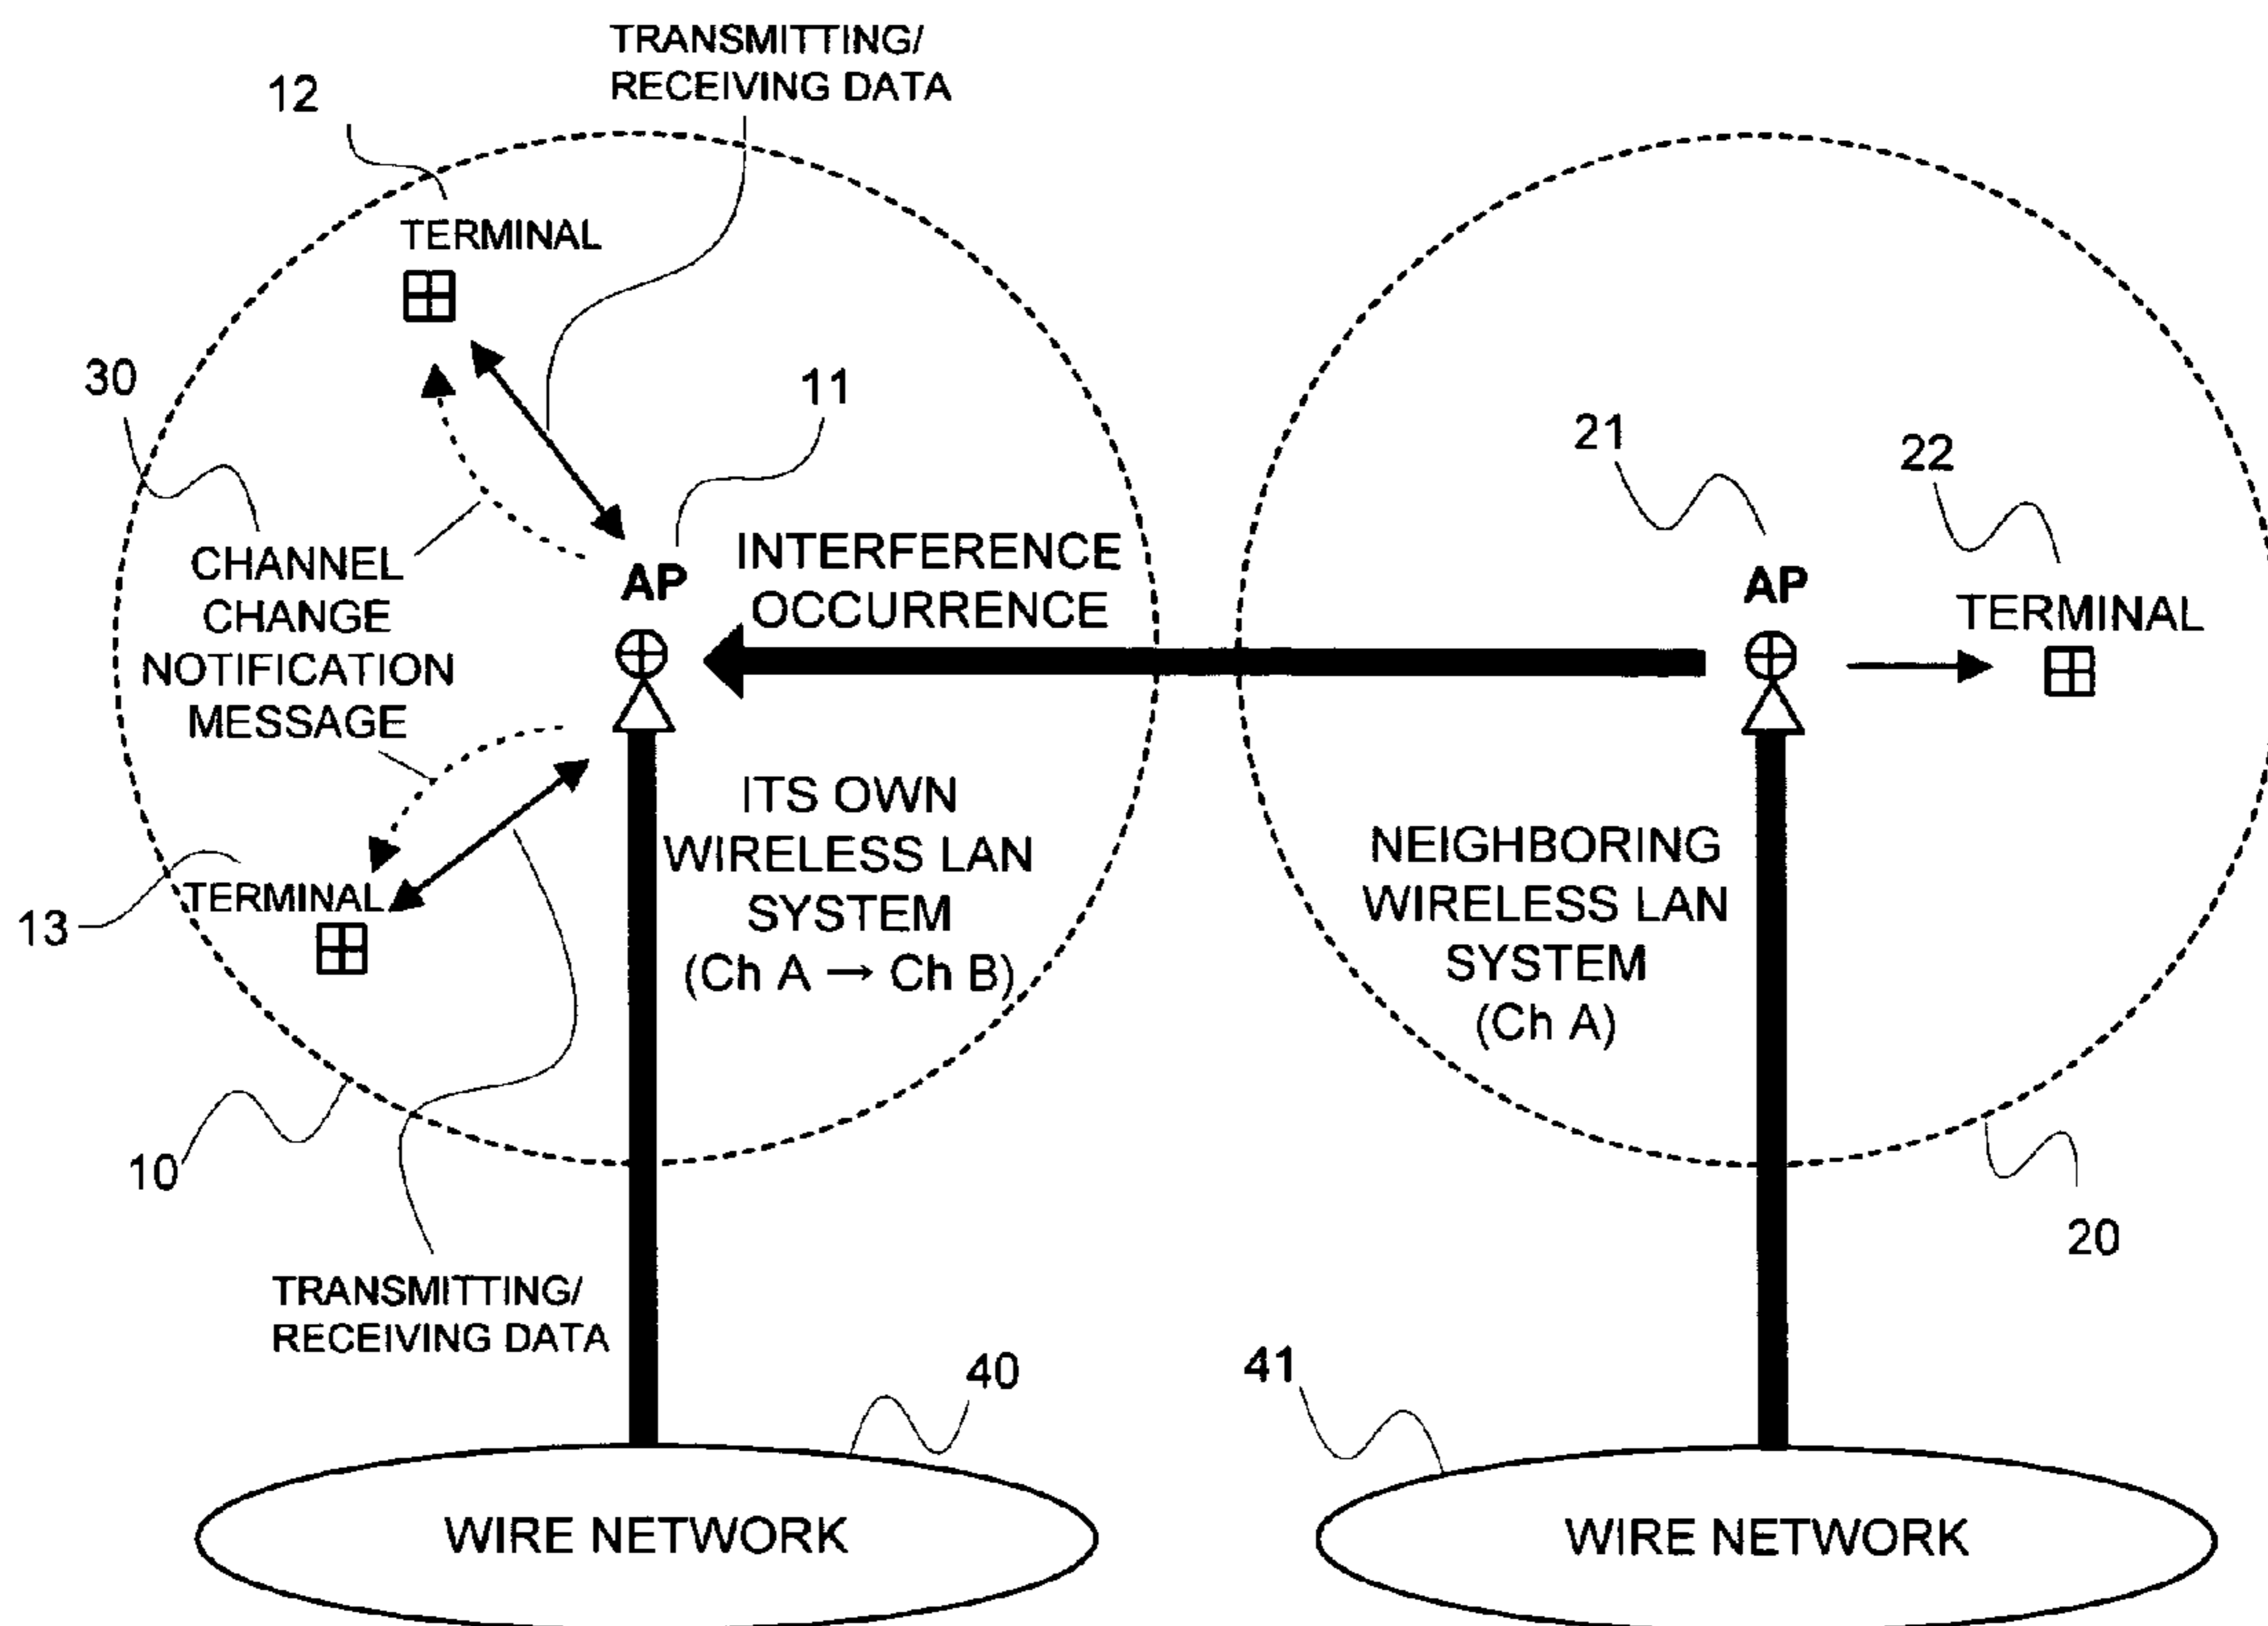 TRANSMITTING/
RECEIVING DATA
12
TERMINAL
30
11
21
22
CHANNEL
CHANGE
NOTIFICATION
MESSAGE
AP
INTERFERENCE
OCCURRENCE
AP
TERMINAL
ITS OWN
WIRELESS LAN
SYSTEM
(Ch A → Ch B)
NEIGHBORING
WIRELESS LAN
SYSTEM
(Ch A)
TERMINAL
13
10
20
TRANSMITTING/
RECEIVING DATA
40
41
WIRE NETWORK
WIRE NETWORK